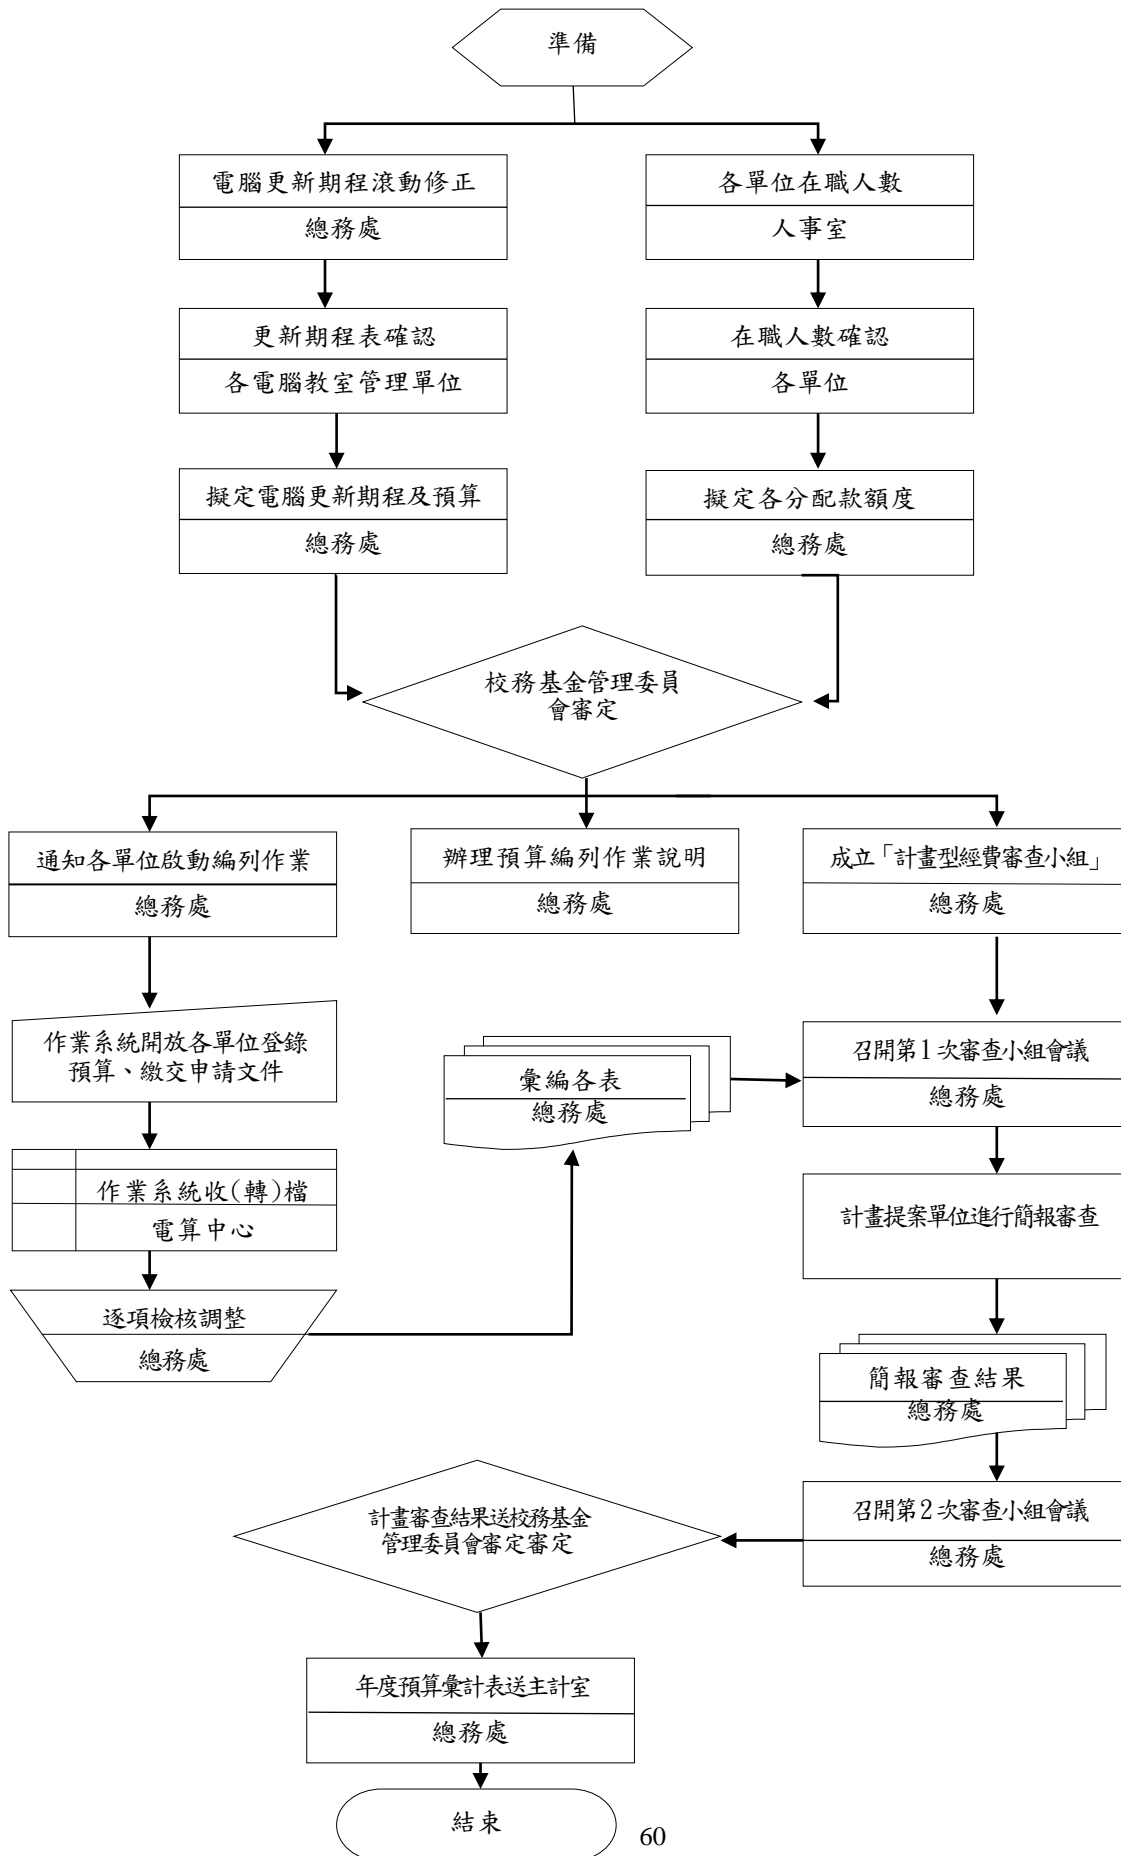 準備
電腦更新期程滾動修正
總務處
各單位在職人數
人事室
更新期程表確認
各電腦教室管理單位
在職人數確認
各單位
擬定電腦更新期程及預算
總務處
擬定各分配款額度
總務處
校務基金管理委員
會審定
通知各單位啟動編列作業
總務處
辦理預算編列作業說明
總務處
成立「計畫型經費審查小組」
總務處
作業系統開放各單位登錄
預算、繳交申請文件
彙編各表
總務處
召開第1次審查小組會議
總務處
作業系統收(轉)檔
電算中心
計畫提案單位進行簡報審查
逐項檢核調整
總務處
簡報審查結果
總務處
計畫審查結果送校務基金
管理委員會審定審定
召開第2次審查小組會議
總務處
年度預算彙計表送主計室
總務處
結束
60